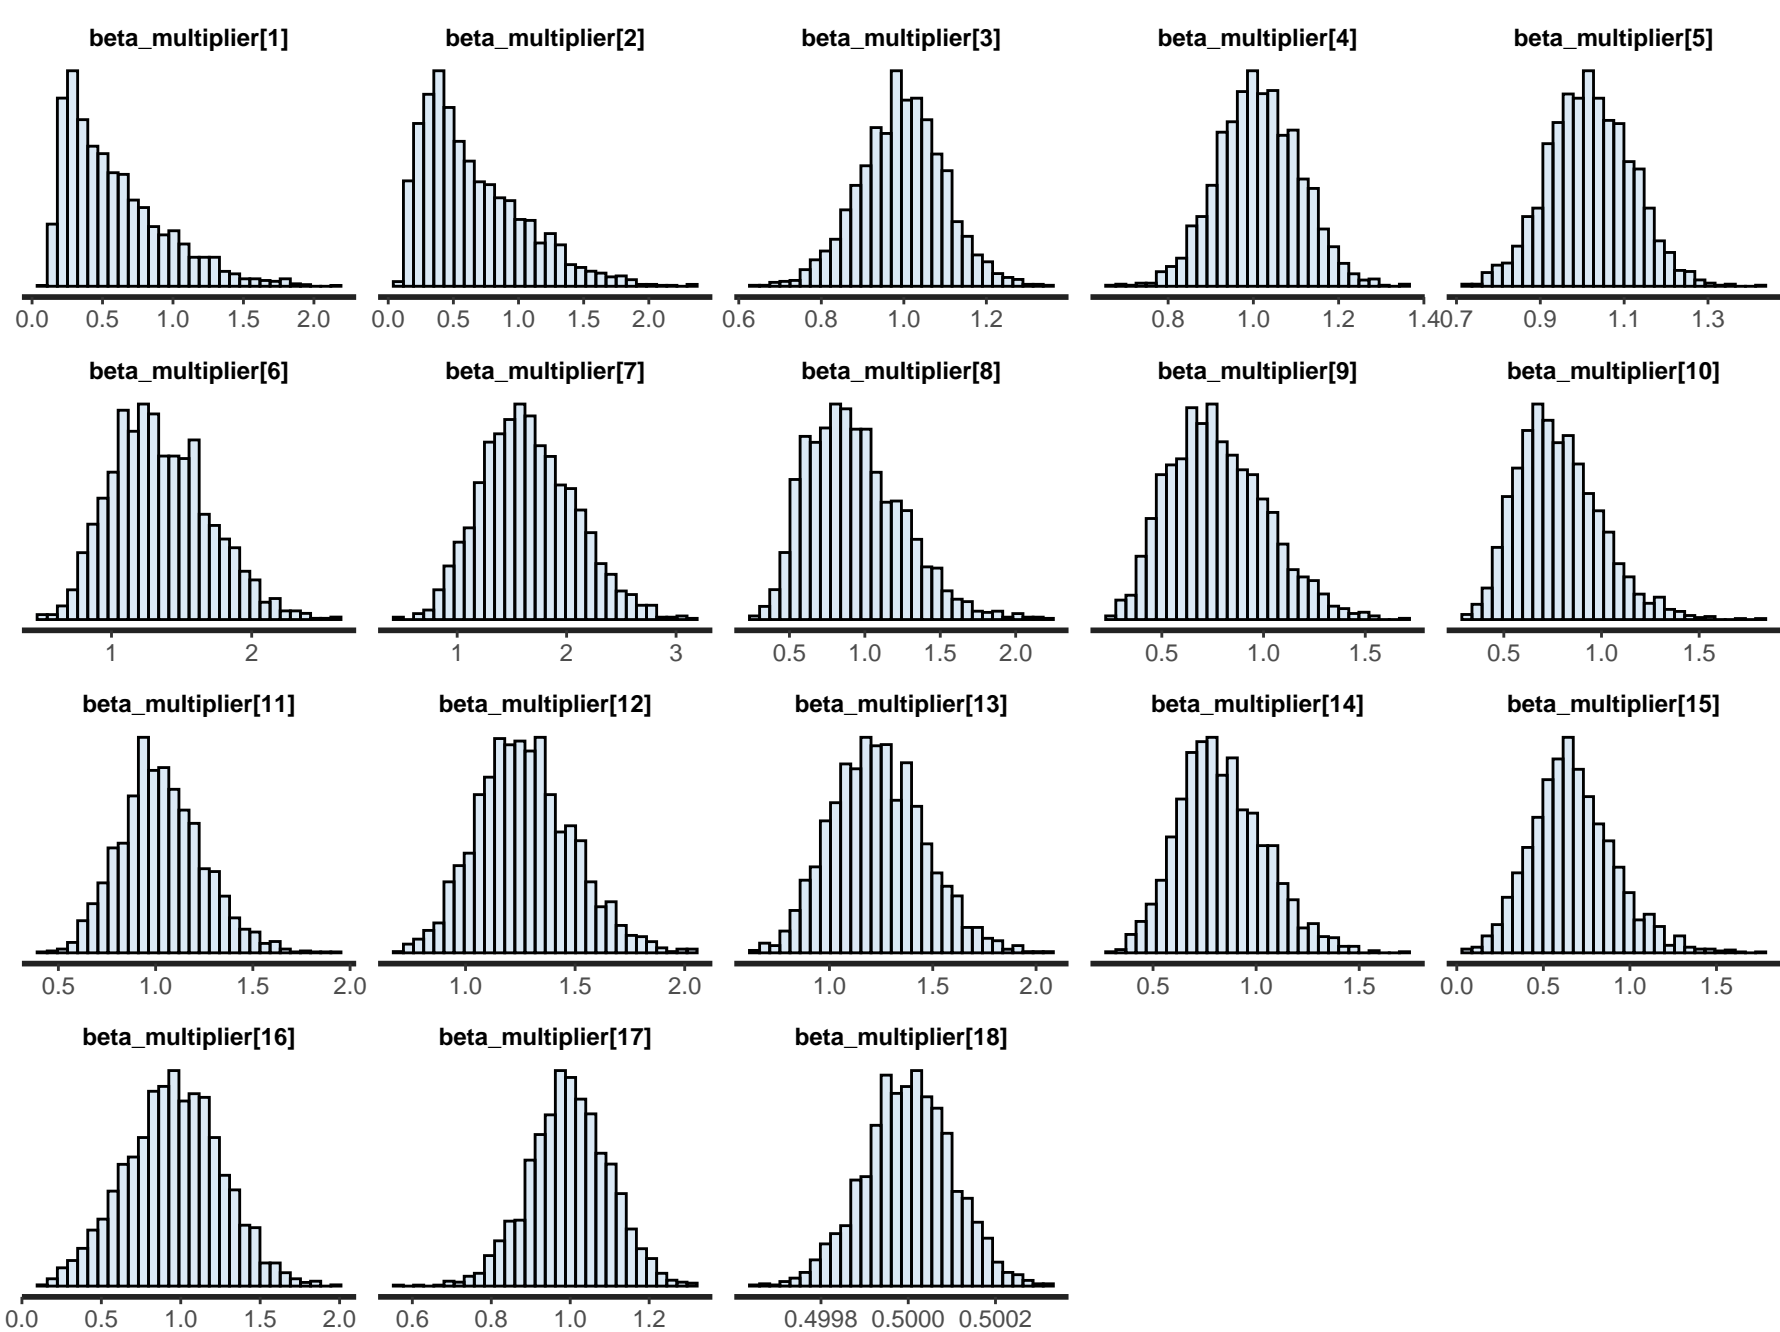 beta_multiplier[1] beta_multiplier[2] beta_multiplier[3] beta_multiplier[4] beta_multiplier[5]
0.0 0.5 1.0 1.5 2.0 0.0 0.5 1.0 1.5 2.0 0.6 0.8 1.0 1.2 0.8 1.0 1.2 1.4 0.7 0.9 1.1 1.3
beta_multiplier[6] beta_multiplier[7] beta_multiplier[8] beta_multiplier[9] beta_multiplier[10]
1 2 1 2 3 0.5 1.0 1.5 2.0 0.5 1.0 1.5 0.5 1.0 1.5
beta_multiplier[11] beta_multiplier[12] beta_multiplier[13] beta_multiplier[14] beta_multiplier[15]
0.5 1.0 1.5 2.0 1.0 1.5 2.0 1.0 1.5 2.0 0.5 1.0 1.5 0.0 0.5 1.0 1.5
beta_multiplier[16] beta_multiplier[17] beta_multiplier[18]
0.0 0.5 1.0 1.5 2.0 0.6 0.8 1.0 1.2 0.4998 0.5000 0.5002